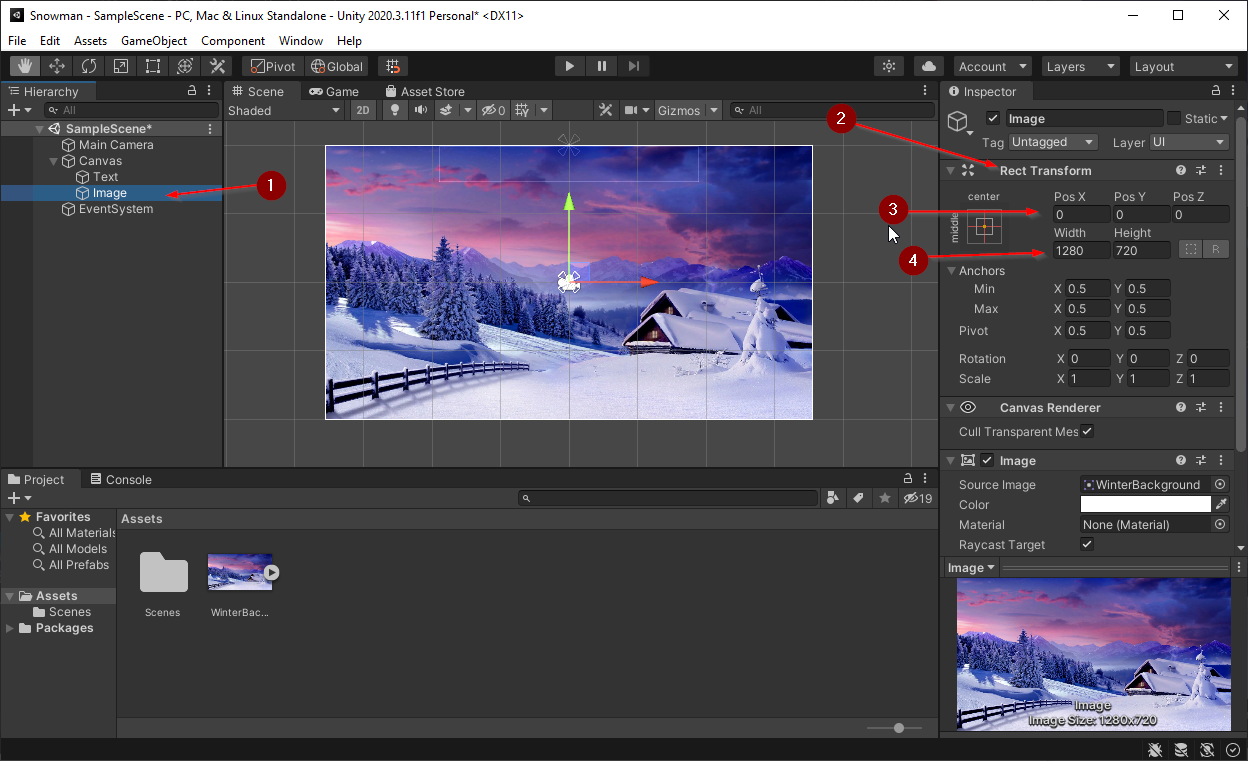 Snowman - SampleScene - PC, Mac & Linux Standalone - Unity 2020.3.11f1 Personal* <DX11>
File Edit Assets GameObject Component Window Help
Pivot Global Account Layers Layout
Hierarchy
All
SampleScene*
Main Camera
Canvas
Text
Image
EventSystem
1
Scene Game Asset Store
Shaded 2D 0 Gizmos All
2
3
4
Inspector
Image Static
Tag Untagged Layer UI
Rect Transform
center
middle
Pos X Pos Y Pos Z
0 0 0
Width Height
1280 720 R
Anchors
Min X 0.5 Y 0.5
Max X 0.5 Y 0.5
Pivot X 0.5 Y 0.5
Rotation X 0 Y 0 Z 0
Scale X 1 Y 1 Z 1
Canvas Renderer
Cull Transparent Mes
Image
Source Image WinterBackground
Color
Material None (Material)
Raycast Target
Image
Image
Image Size: 1280x720
Project Console
19
Favorites
All Materials
All Models
All Prefabs
Assets
Scenes
Packages
Assets
Scenes WinterBac...